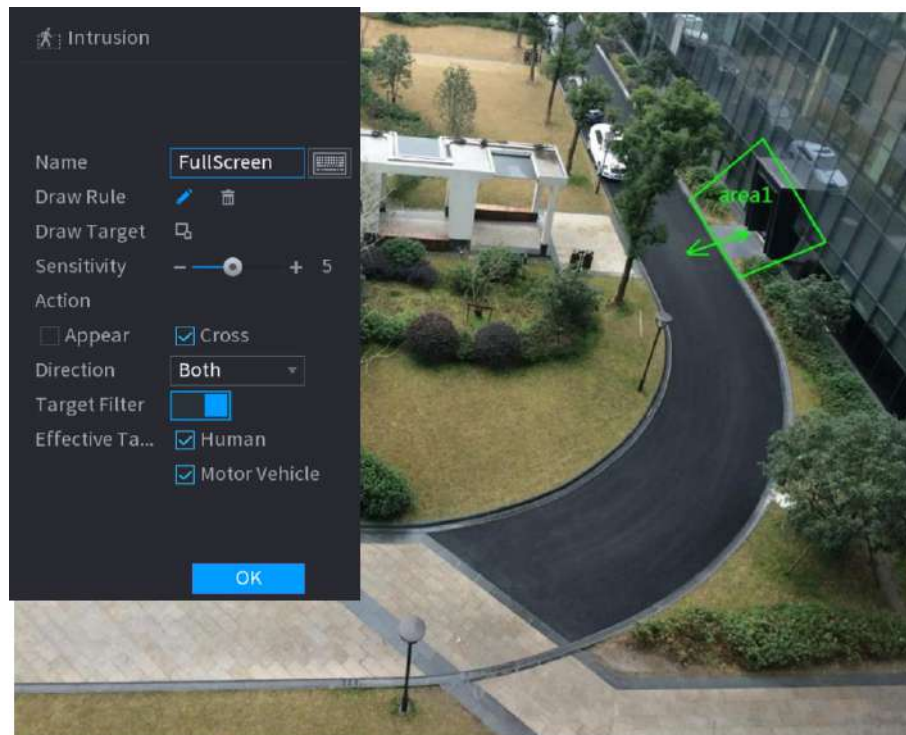 Intrusion
Name FullScreen
Draw Rule
Draw Target
Sensitivity - + 5
Action
Appear Cross
Direction Both
Target Filter
Effective Ta... Human
Motor Vehicle
OK
area1